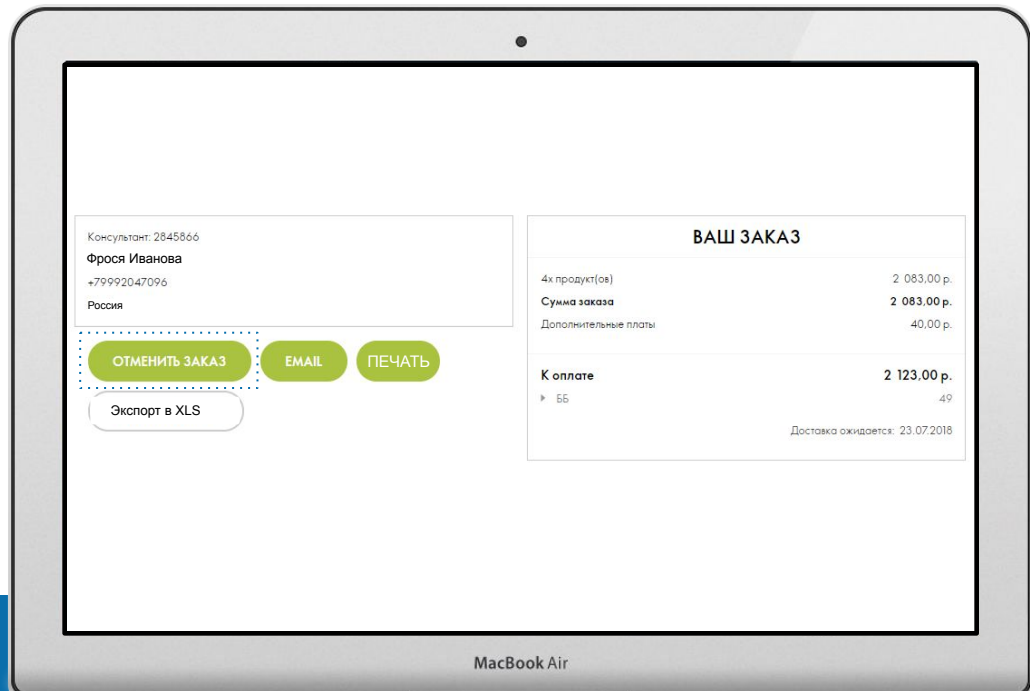 Консультант: 2845866
Фрося Иванова
+79992047096
Россия
ОТМЕНИТЬ ЗАКАЗ
EMAIL
ПЕЧАТЬ
Экспорт в XLS
ВАШ ЗАКАЗ
4x продукт(ов) 2 083,00 р.
Сумма заказа 2 083,00 р.
Дополнительные платы 40,00 р.
К оплате 2 123,00 р.
ББ 49
Доставка ожидается: 23.07.2018
MacBook Air